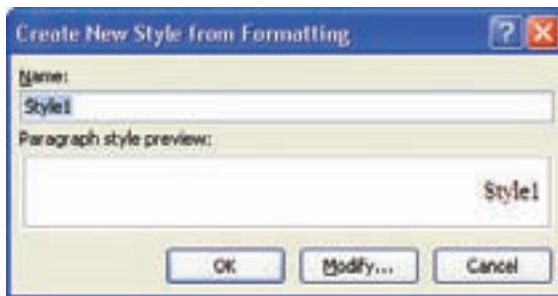 Create New Style from Formatting ?
Name:
Style1
Paragraph style preview:
Style1
OK Modify... Cancel